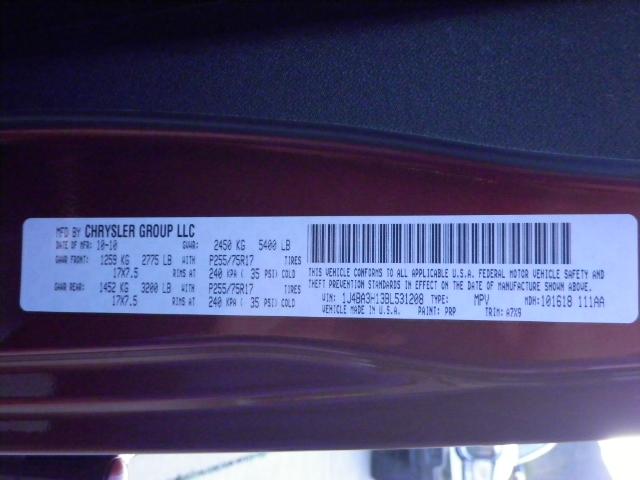 MFD BY CHRYSLER GROUP LLC
DATE OF MFR: 10-10 GVWR: 2450 KG 5400 LB
GAWR FRONT: 1259 KG 2775 LB WITH P255/75R17 TIRES
17X7.5 RIMS AT 240 KPA ( 35 PSI) COLD
GAWR REAR: 1452 KG 3200 LB WITH P255/75R17 TIRES
17X7.5 RIMS AT 240 KPA ( 35 PSI) COLD
THIS VEHICLE CONFORMS TO ALL APPLICABLE U.S.A. FEDERAL MOTOR VEHICLE SAFETY AND
THEFT PREVENTION STANDARDS IN EFFECT ON THE DATE OF MANUFACTURE SHOWN ABOVE.
VIN: 1J4BA3H13BL531208 TYPE: MPV MDH:101618 111AA
VEHICLE MADE IN U.S.A. PAINT: PRP TRIM: A7X9